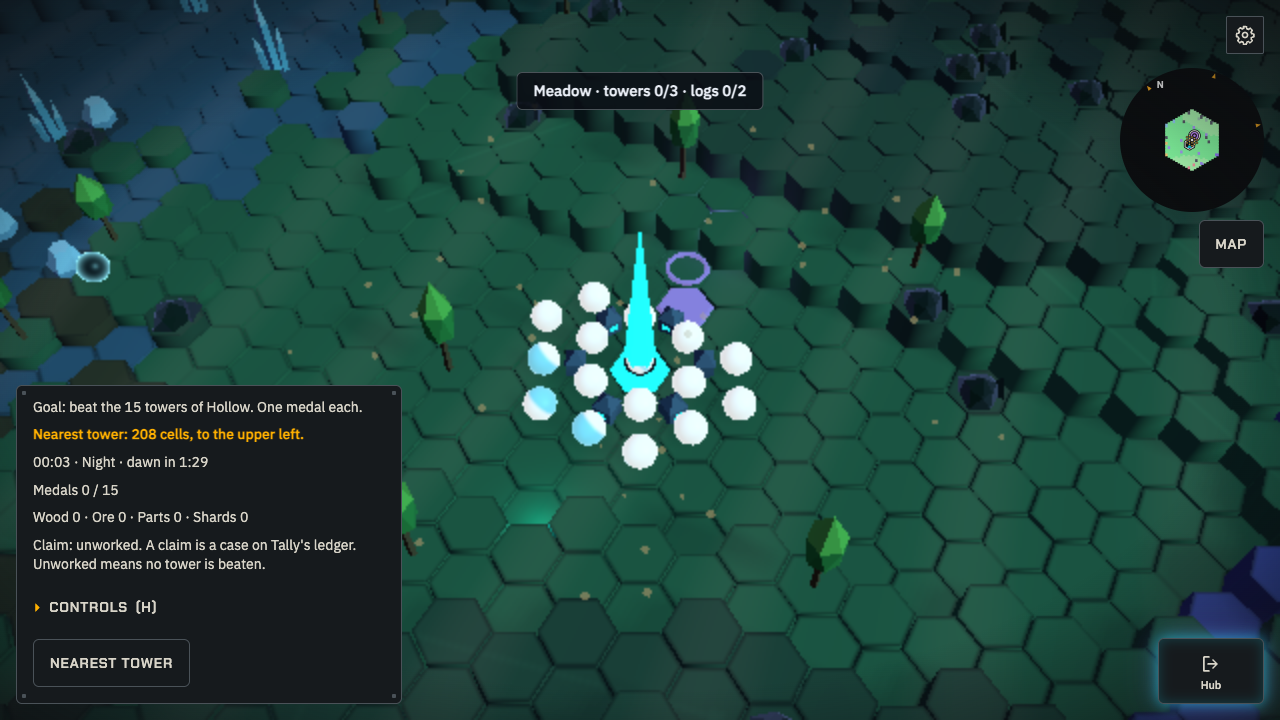 Meadow · towers 0/3 · logs 0/2
N
MAP
Goal: beat the 15 towers of Hollow. One medal each.
Nearest tower: 208 cells, to the upper left.
00:03 · Night · dawn in 1:29
Medals 0 / 15
Wood 0 · Ore 0 · Parts 0 · Shards 0
Claim: unworked. A claim is a case on Tally's ledger.
Unworked means no tower is beaten.
CONTROLS (H)
NEAREST TOWER
Hub